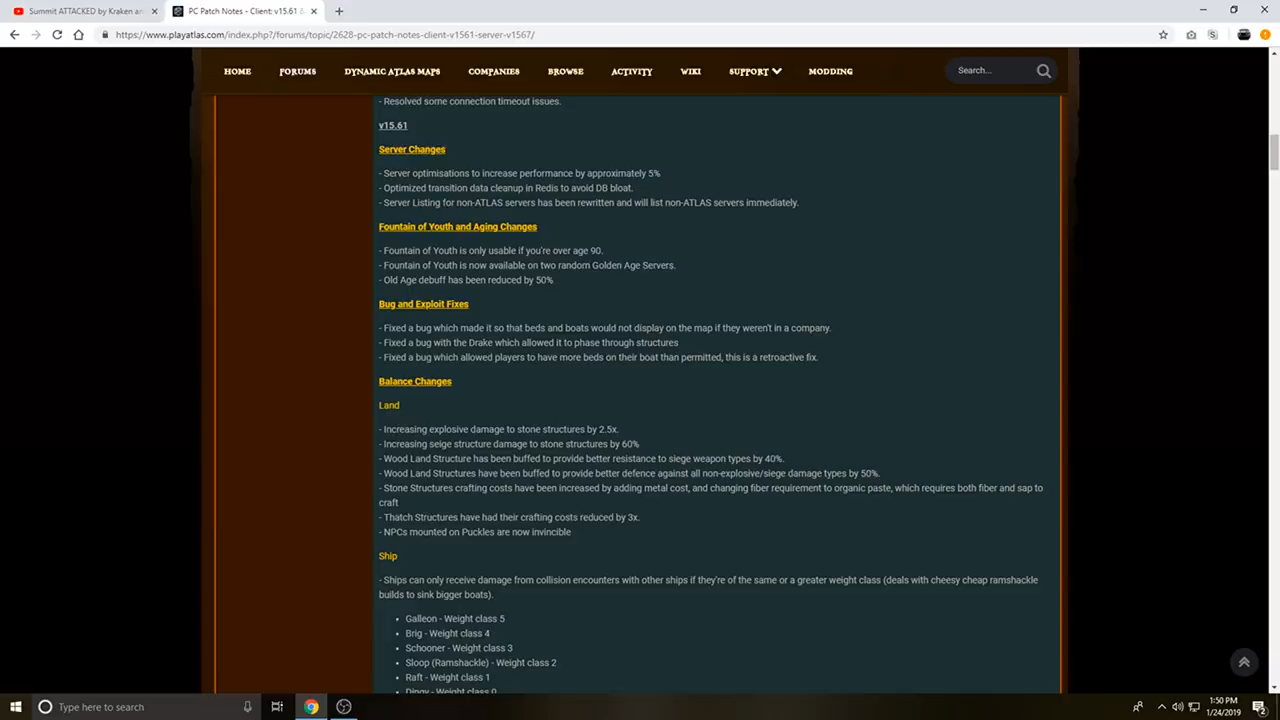 Summit ATTACKED by Kraken an
PC Patch Notes - Client: v15.61 &
https://www.playatlas.com/index.php?/forums/topic/2628-pc-patch-notes-client-v1561-server-v1567/
HOME FORUMS DYNAMIC ATLAS MAPS COMPANIES BROWSE ACTIVITY WIKI SUPPORT MODDING Search...
- Resolved some connection timeout issues.
v15.61
Server Changes
- Server optimisations to increase performance by approximately 5%
- Optimized transition data cleanup in Redis to avoid DB bloat.
- Server Listing for non-ATLAS servers has been rewritten and will list non-ATLAS servers immediately.
Fountain of Youth and Aging Changes
- Fountain of Youth is only usable if you're over age 90.
- Fountain of Youth is now available on two random Golden Age Servers.
- Old Age debuff has been reduced by 50%
Bug and Exploit Fixes
- Fixed a bug which made it so that beds and boats would not display on the map if they weren't in a company.
- Fixed a bug with the Drake which allowed it to phase through structures
- Fixed a bug which allowed players to have more beds on their boat than permitted, this is a retroactive fix.
Balance Changes
Land
- Increasing explosive damage to stone structures by 2.5x.
- Increasing seige structure damage to stone structures by 60%
- Wood Land Structure has been buffed to provide better resistance to siege weapon types by 40%.
- Wood Land Structures have been buffed to provide better defence against all non-explosive/siege damage types by 50%.
- Stone Structures crafting costs have been increased by adding metal cost, and changing fiber requirement to organic paste, which requires both fiber and sap to
craft
- Thatch Structures have had their crafting costs reduced by 3x.
- NPCs mounted on Puckles are now invincible
Ship
- Ships can only receive damage from collision encounters with other ships if they're of the same or a greater weight class (deals with cheesy cheap ramshackle
builds to sink bigger boats).
• Galleon - Weight class 5
• Brig - Weight class 4
• Schooner - Weight class 3
• Sloop (Ramshackle) - Weight class 2
• Raft - Weight class 1
• Dingy - Weight class 0
Type here to search
1:50 PM
1/24/2019
2